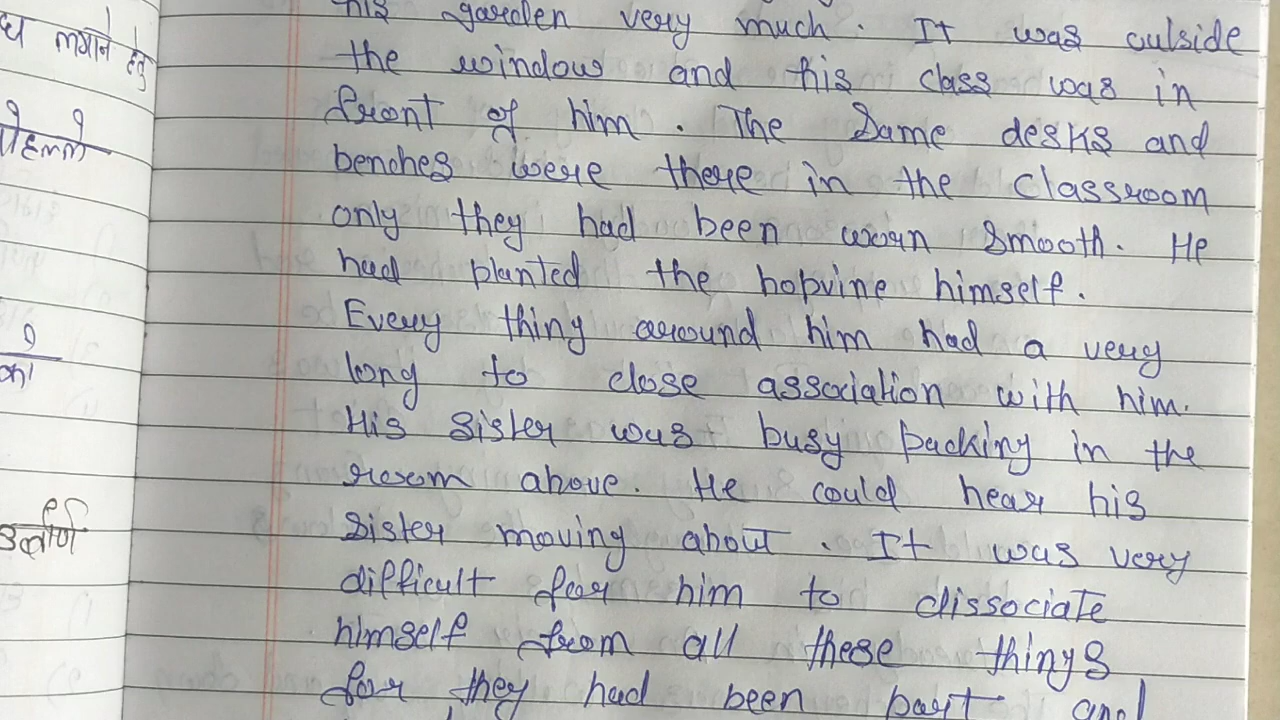 his garden very much. It was oulside
the window and his class was in
front of him. The Same desks and
benches were there in the classroom
only they had been worn smooth. He
had planted the hopvine himself.
Every thing around him had a very
long to close association with him.
His sister was busy packing in the
room above. He could hear his
sister moving about. It was very
difficult for him to dissociate
himself from all these things
for they had been part and
ध लगाने हेतु
का
उत्तीर्ण